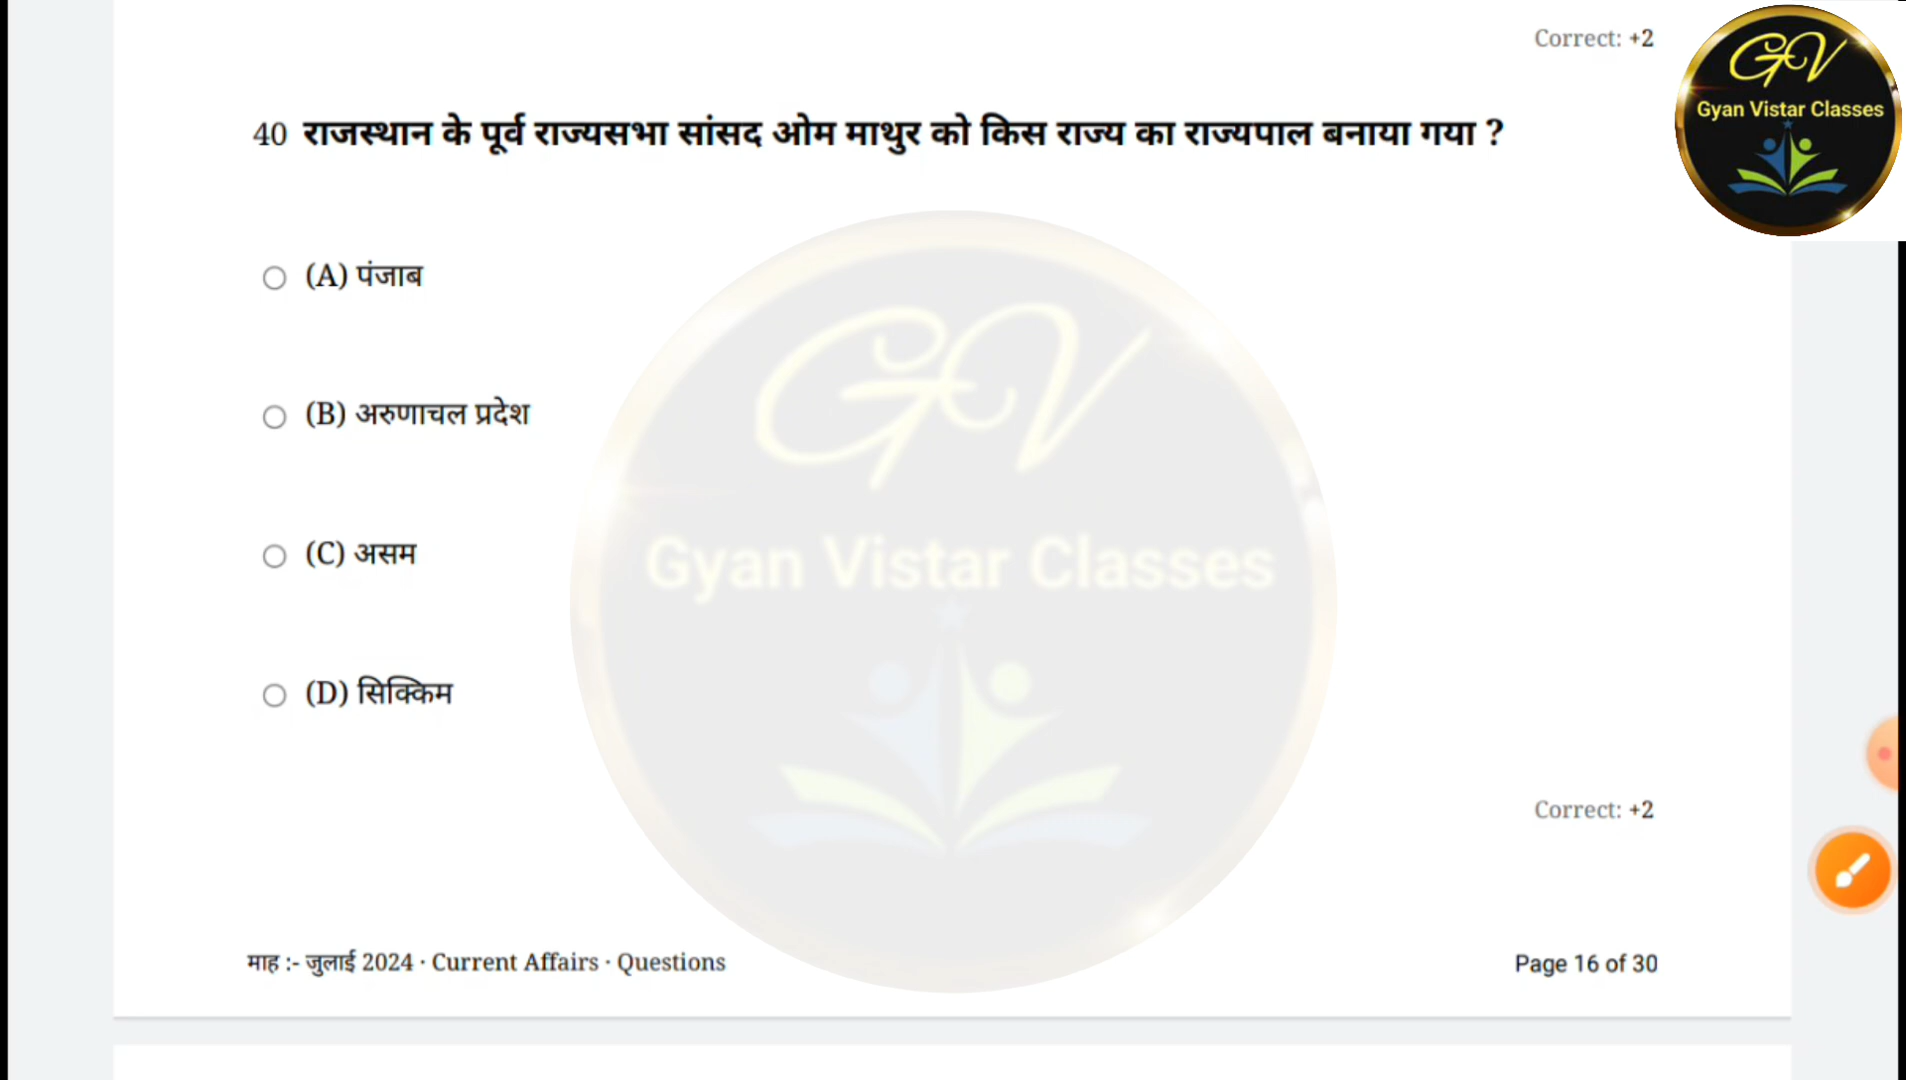 Correct: +2
GV
Gyan Vistar Classes
40 राजस्थान के पूर्व राज्यसभा सांसद ओम माथुर को किस राज्य का राज्यपाल बनाया गया ?
(A) पंजाब
(B) अरुणाचल प्रदेश
(C) असम
(D) सिक्किम
GV
Gyan Vistar Classes
Correct: +2
माह :- जुलाई 2024 · Current Affairs · Questions
Page 16 of 30